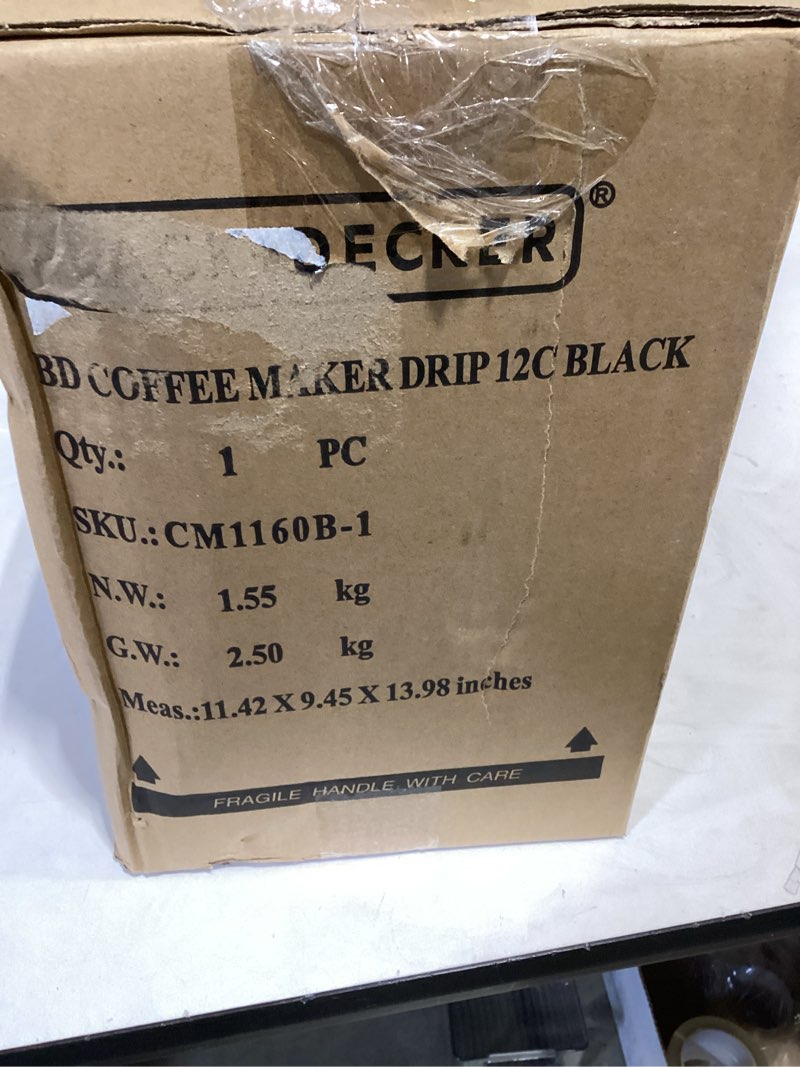 DECKER®
BD COFFEE MAKER DRIP 12C BLACK
Qty.: 1 PC
SKU.: CM1160B-1
N.W.: 1.55 kg
G.W.: 2.50 kg
Meas.:11.42 X 9.45 X 13.98 inches
FRAGILE HANDLE WITH CARE